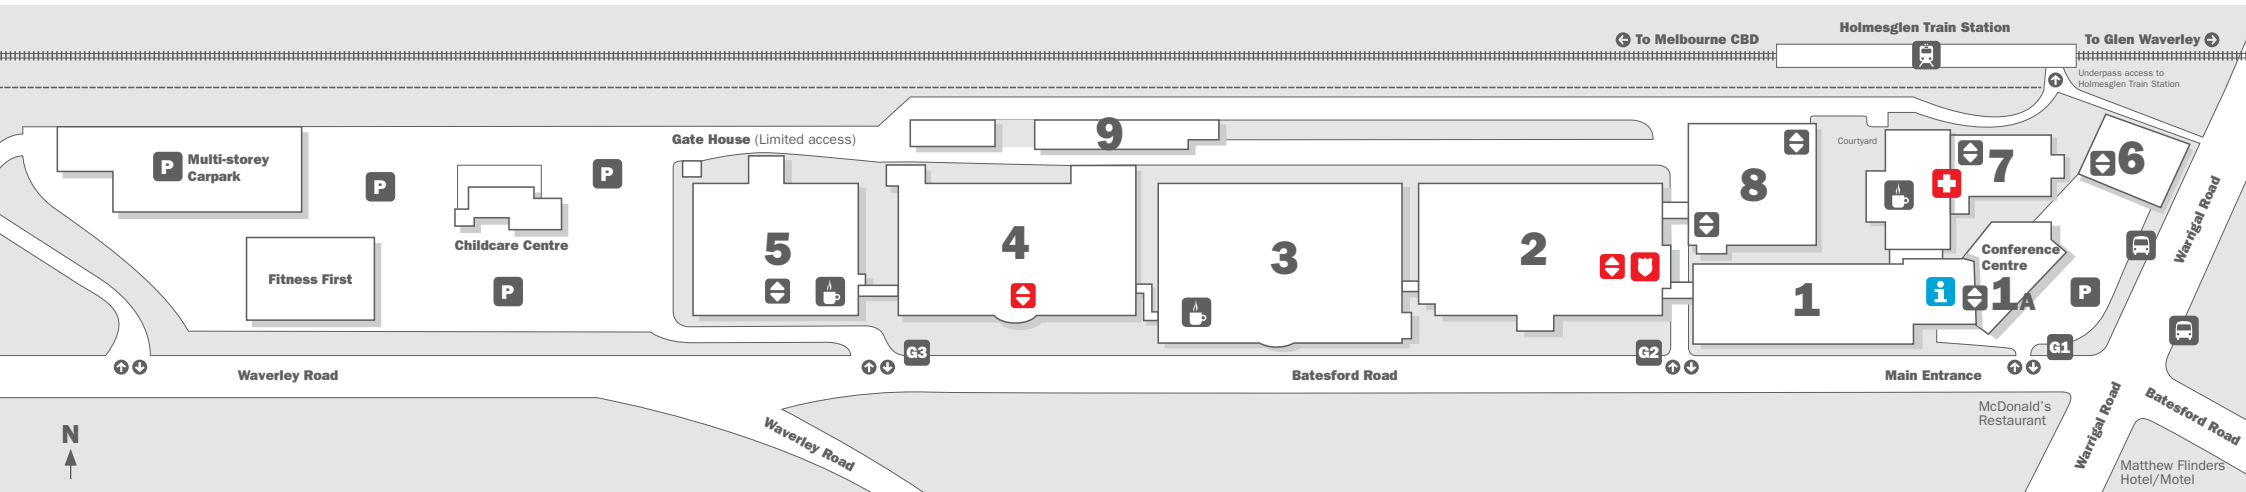 Holmesglen Train Station
To Melbourne CBD
To Glen Waverley
Underpass access to
Holmesglen Train Station
Gate House (Limited access)
9
Courtyard
P Multi-storey
Carpark
P
P
Childcare Centre
Fitness First
P
5
4
3
2
8
7
6
1
i
Conference
Centre
1A
P
G3
G2
G1
Waverley Road
Batesford Road
Main Entrance
Warrigal Road
McDonald's
Restaurant
Warrigal Road
Batesford Road
Waverley Road
Matthew Flinders
Hotel/Motel
N